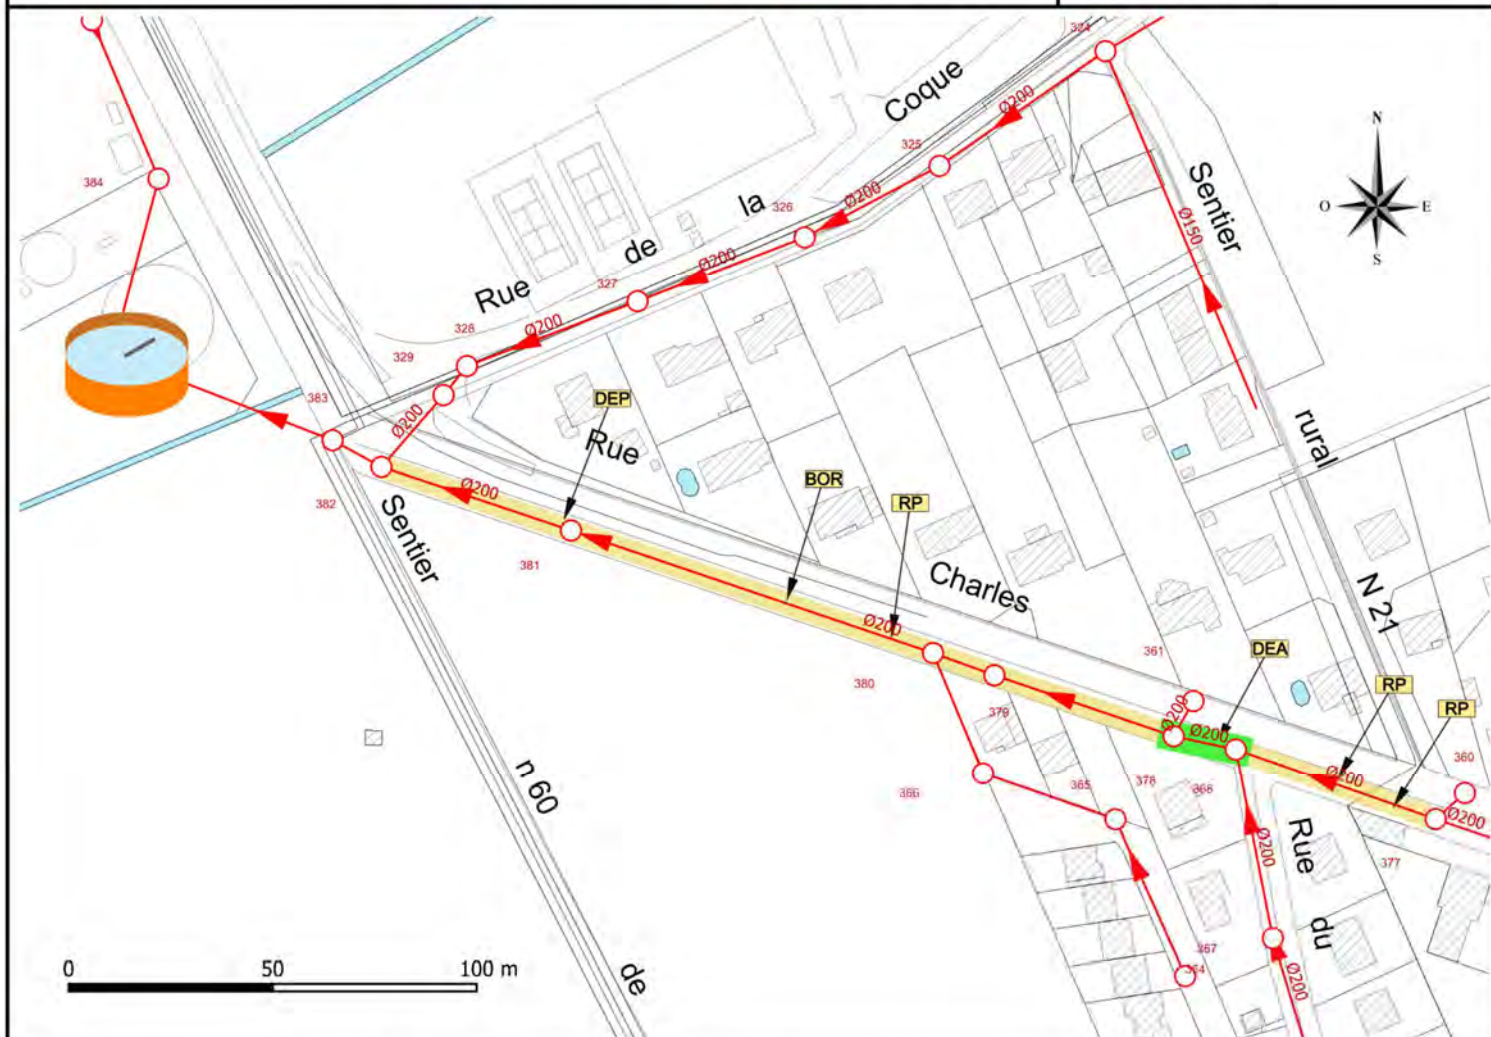 324
Coque
Ø200
325
N
O
E
S
Sentier
384
Ø200
la
326
Ø150
de
Ø200
327
Rue
Ø200
328
329
383
DEP
Ø200
Rue
rural
BOR
RP
Ø200
382
Sentier
381
Charles
N 21
Ø200
361
DEA
380
RP
RP
379
Ø200
Ø200
n 60
366
365
378
368
Ø200
360
Ø200
Rue
Ø200
377
du
367
364
Ø200
de
0
50
100 m